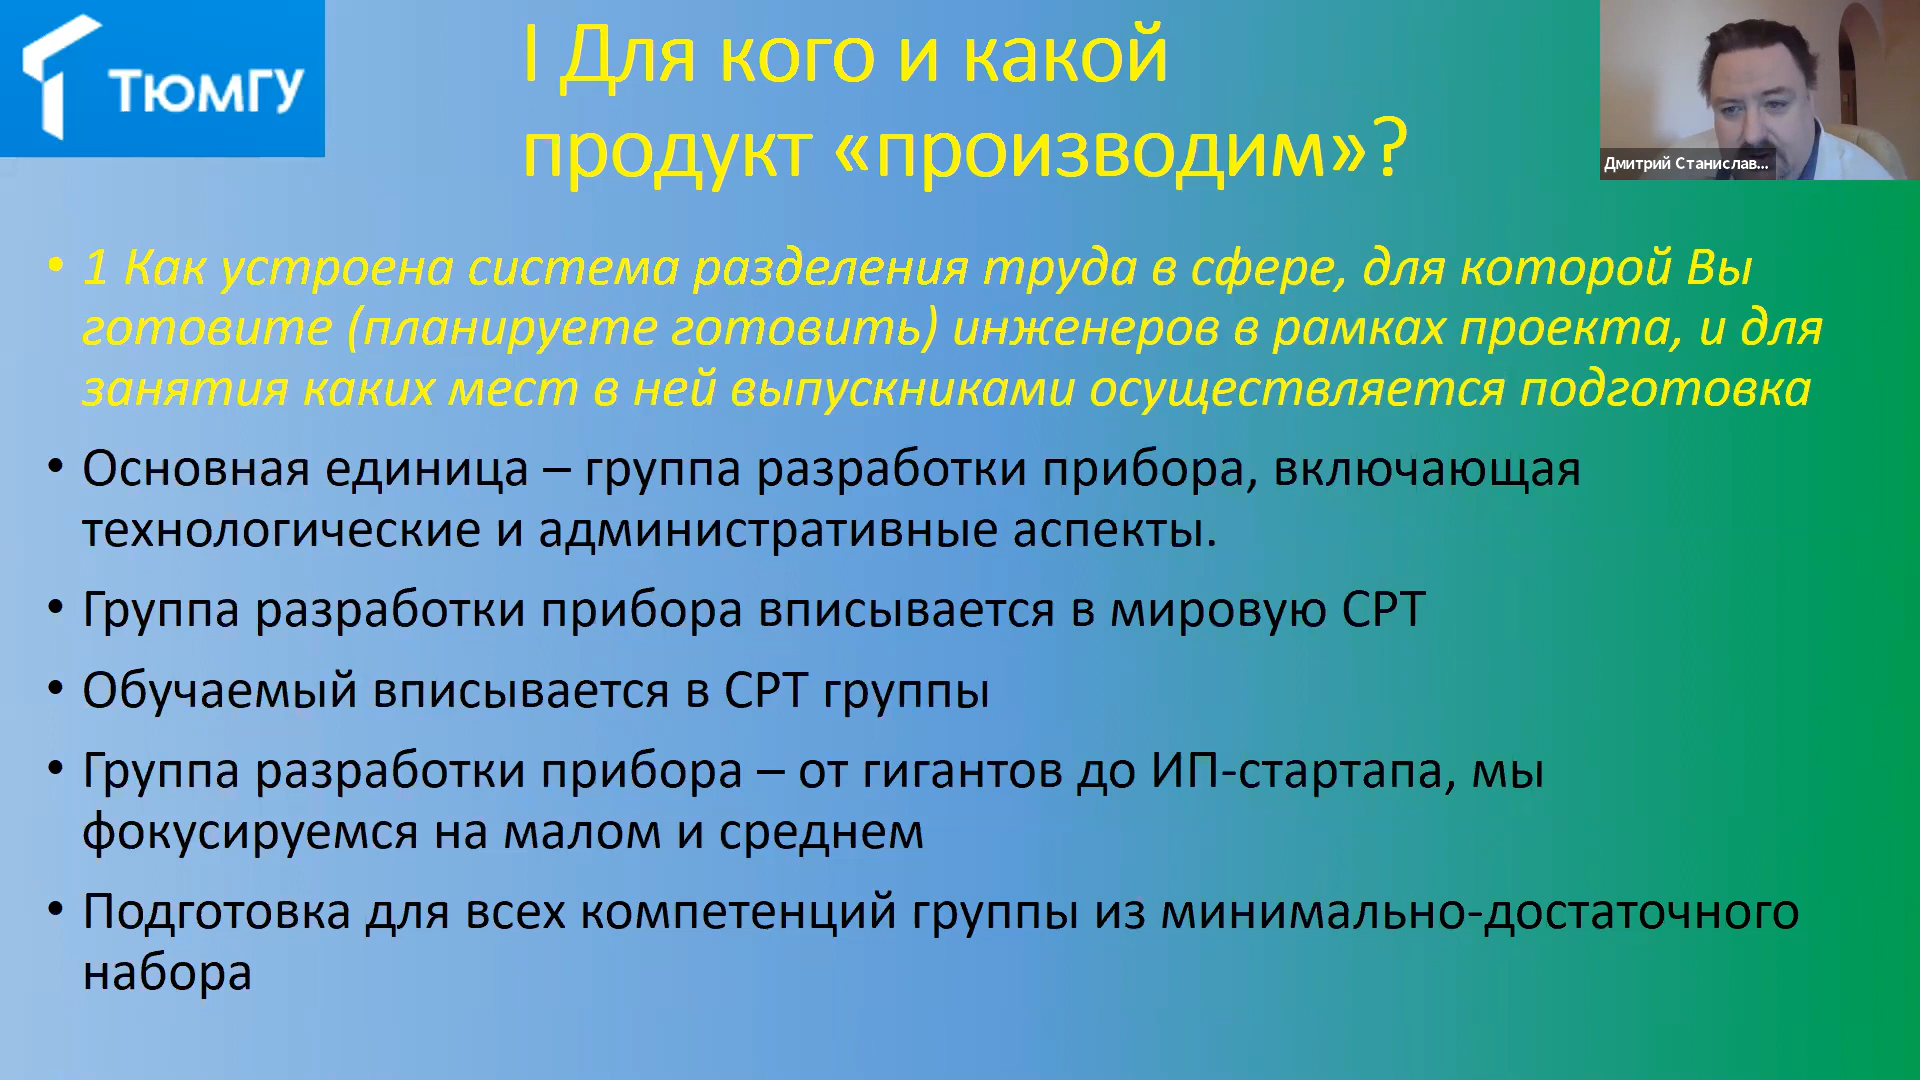 ТЮМГУ
I Для кого и какой
продукт «производим»?
Дмитрий Станислав...
• 1 Как устроена система разделения труда в сфере, для которой Вы
готовите (планируете готовить) инженеров в рамках проекта, и для
занятия каких мест в ней выпускниками осуществляется подготовка
• Основная единица – группа разработки прибора, включающая
технологические и административные аспекты.
• Группа разработки прибора вписывается в мировую СРТ
• Обучаемый вписывается в СРТ группы
• Группа разработки прибора – от гигантов до ИП-стартапа, мы
фокусируемся на малом и среднем
• Подготовка для всех компетенций группы из минимально-достаточного
набора